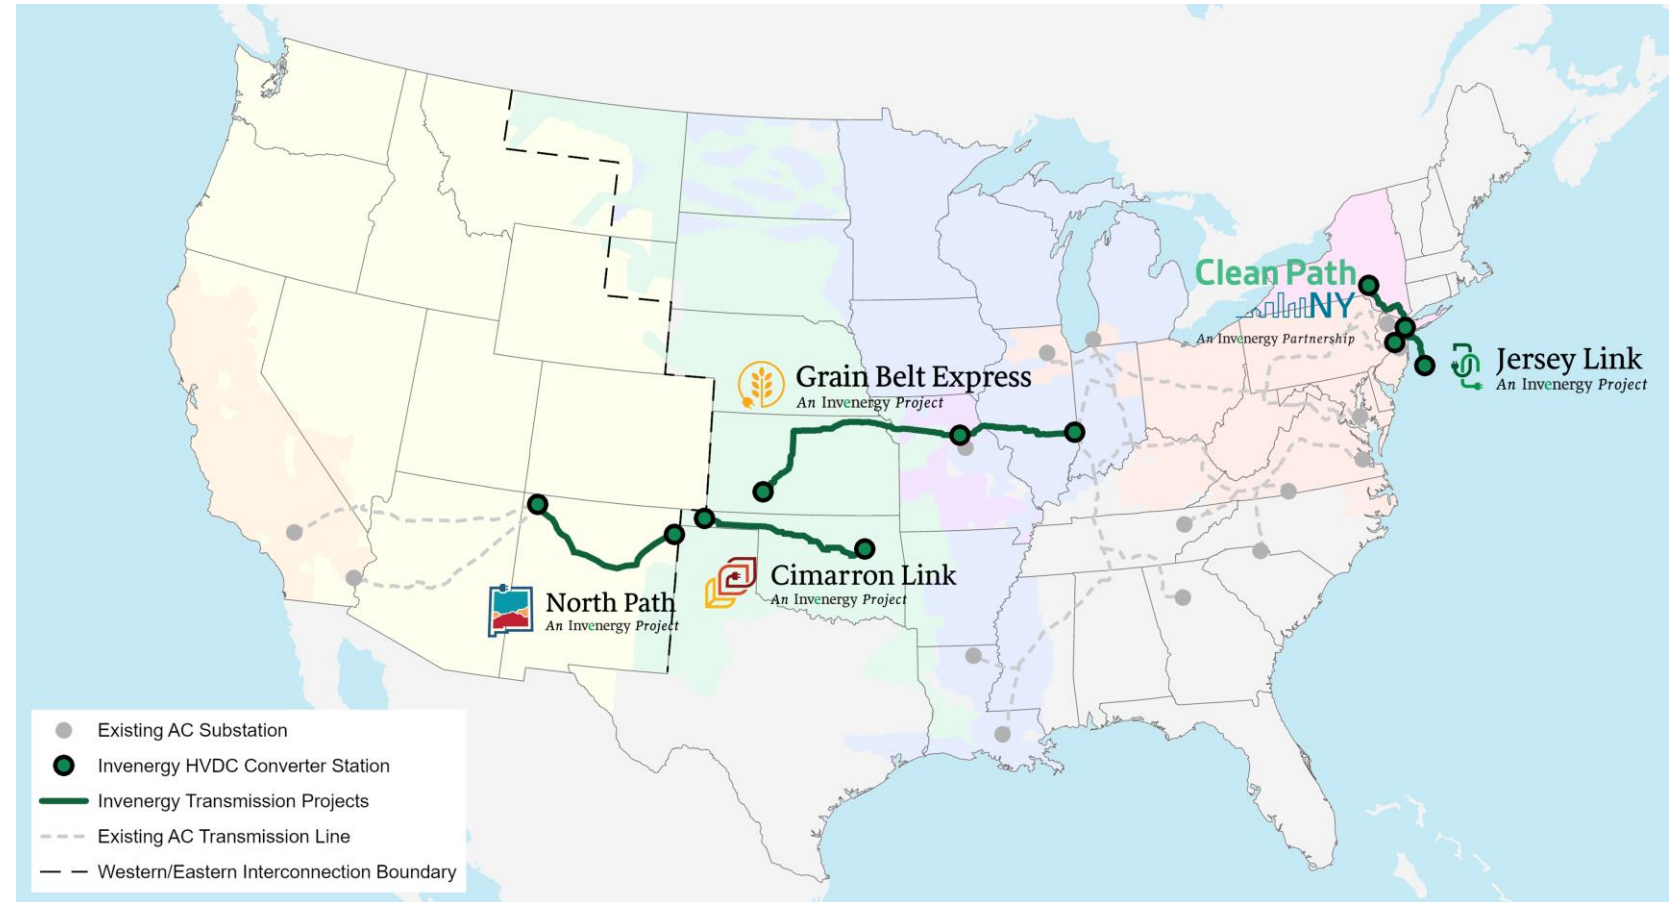 Clean Path
NY
An Invenergy Partnership
Jersey Link
An Invenergy Project
Grain Belt Express
An Invenergy Project
Cimarron Link
An Invenergy Project
North Path
An Invenergy Project
Existing AC Substation
Invenergy HVDC Converter Station
Invenergy Transmission Projects
Existing AC Transmission Line
Western/Eastern Interconnection Boundary